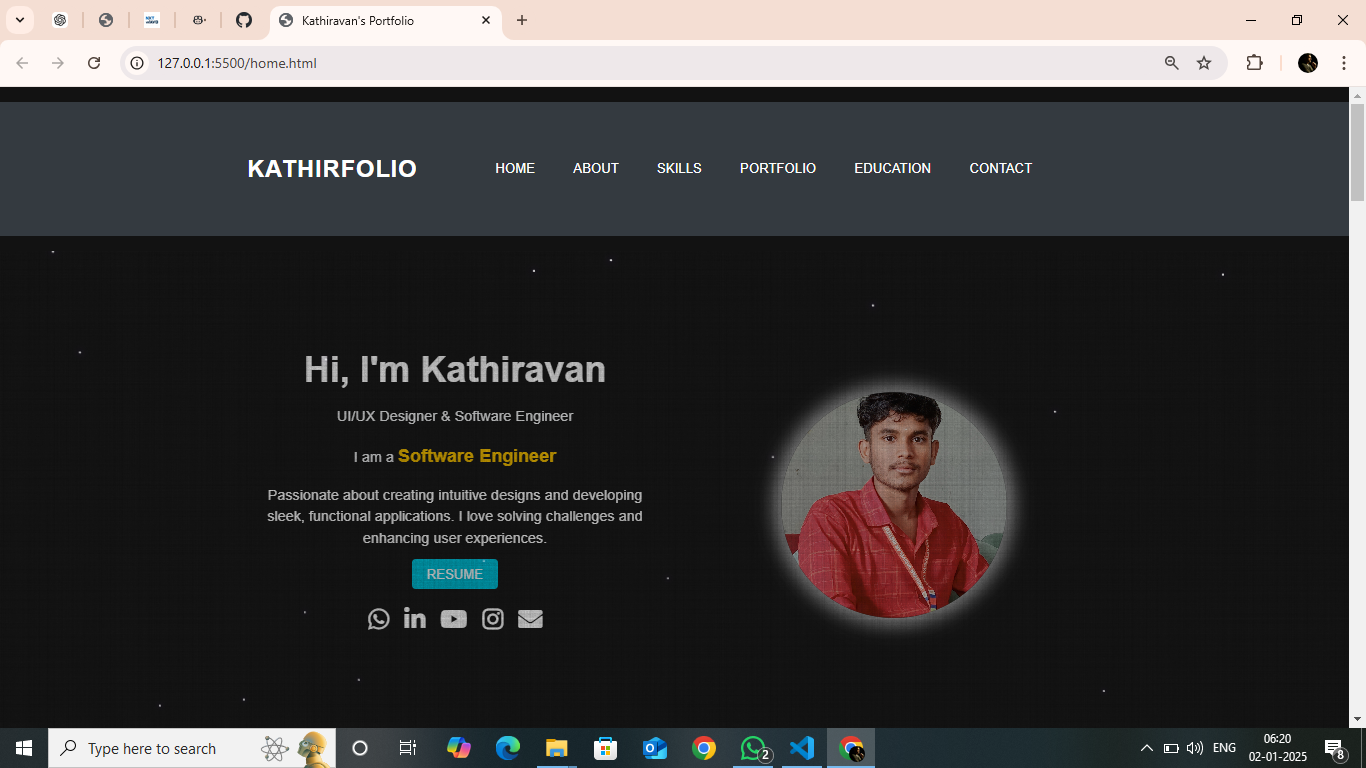 Kathiravan's Portfolio
127.0.0.1:5500/home.html
KATHIRFOLIO
HOME ABOUT SKILLS PORTFOLIO EDUCATION CONTACT
Hi, I'm Kathiravan
UI/UX Designer & Software Engineer
I am a Software Engineer
Passionate about creating intuitive designs and developing
sleek, functional applications. I love solving challenges and
enhancing user experiences.
RESUME
Type here to search
2
ENG
06:20
02-01-2025
8